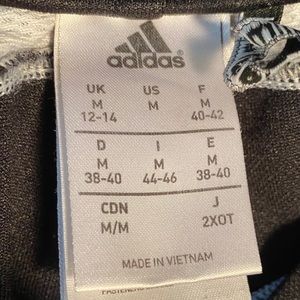 adidas
UK US F
M M M
12-14 40-42
D I E
M M M
38-40 44-46 38-40
CDN J
M/M 2XOT
MADE IN VIETNAM